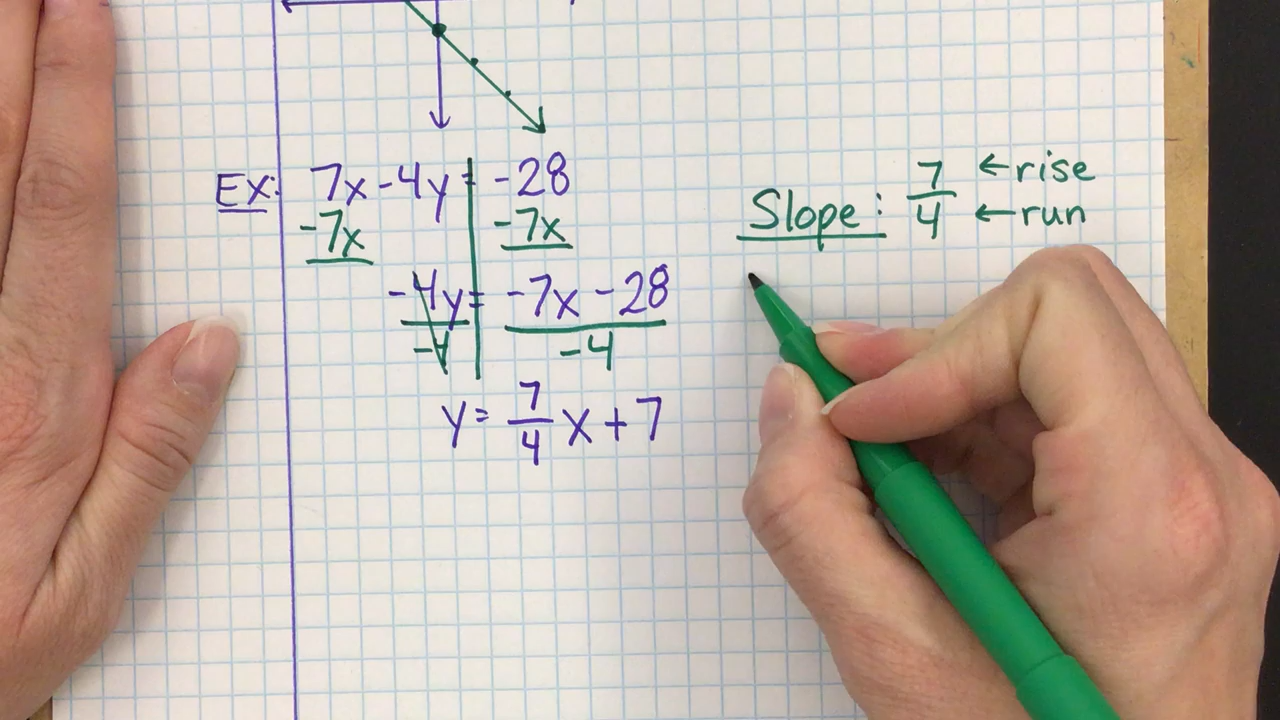 EX: 7x - 4y = -28
-7x -7x
-4y = -7x - 28
-4 -4
y = 7/4 x + 7
Slope: 7/4 ← rise ← run